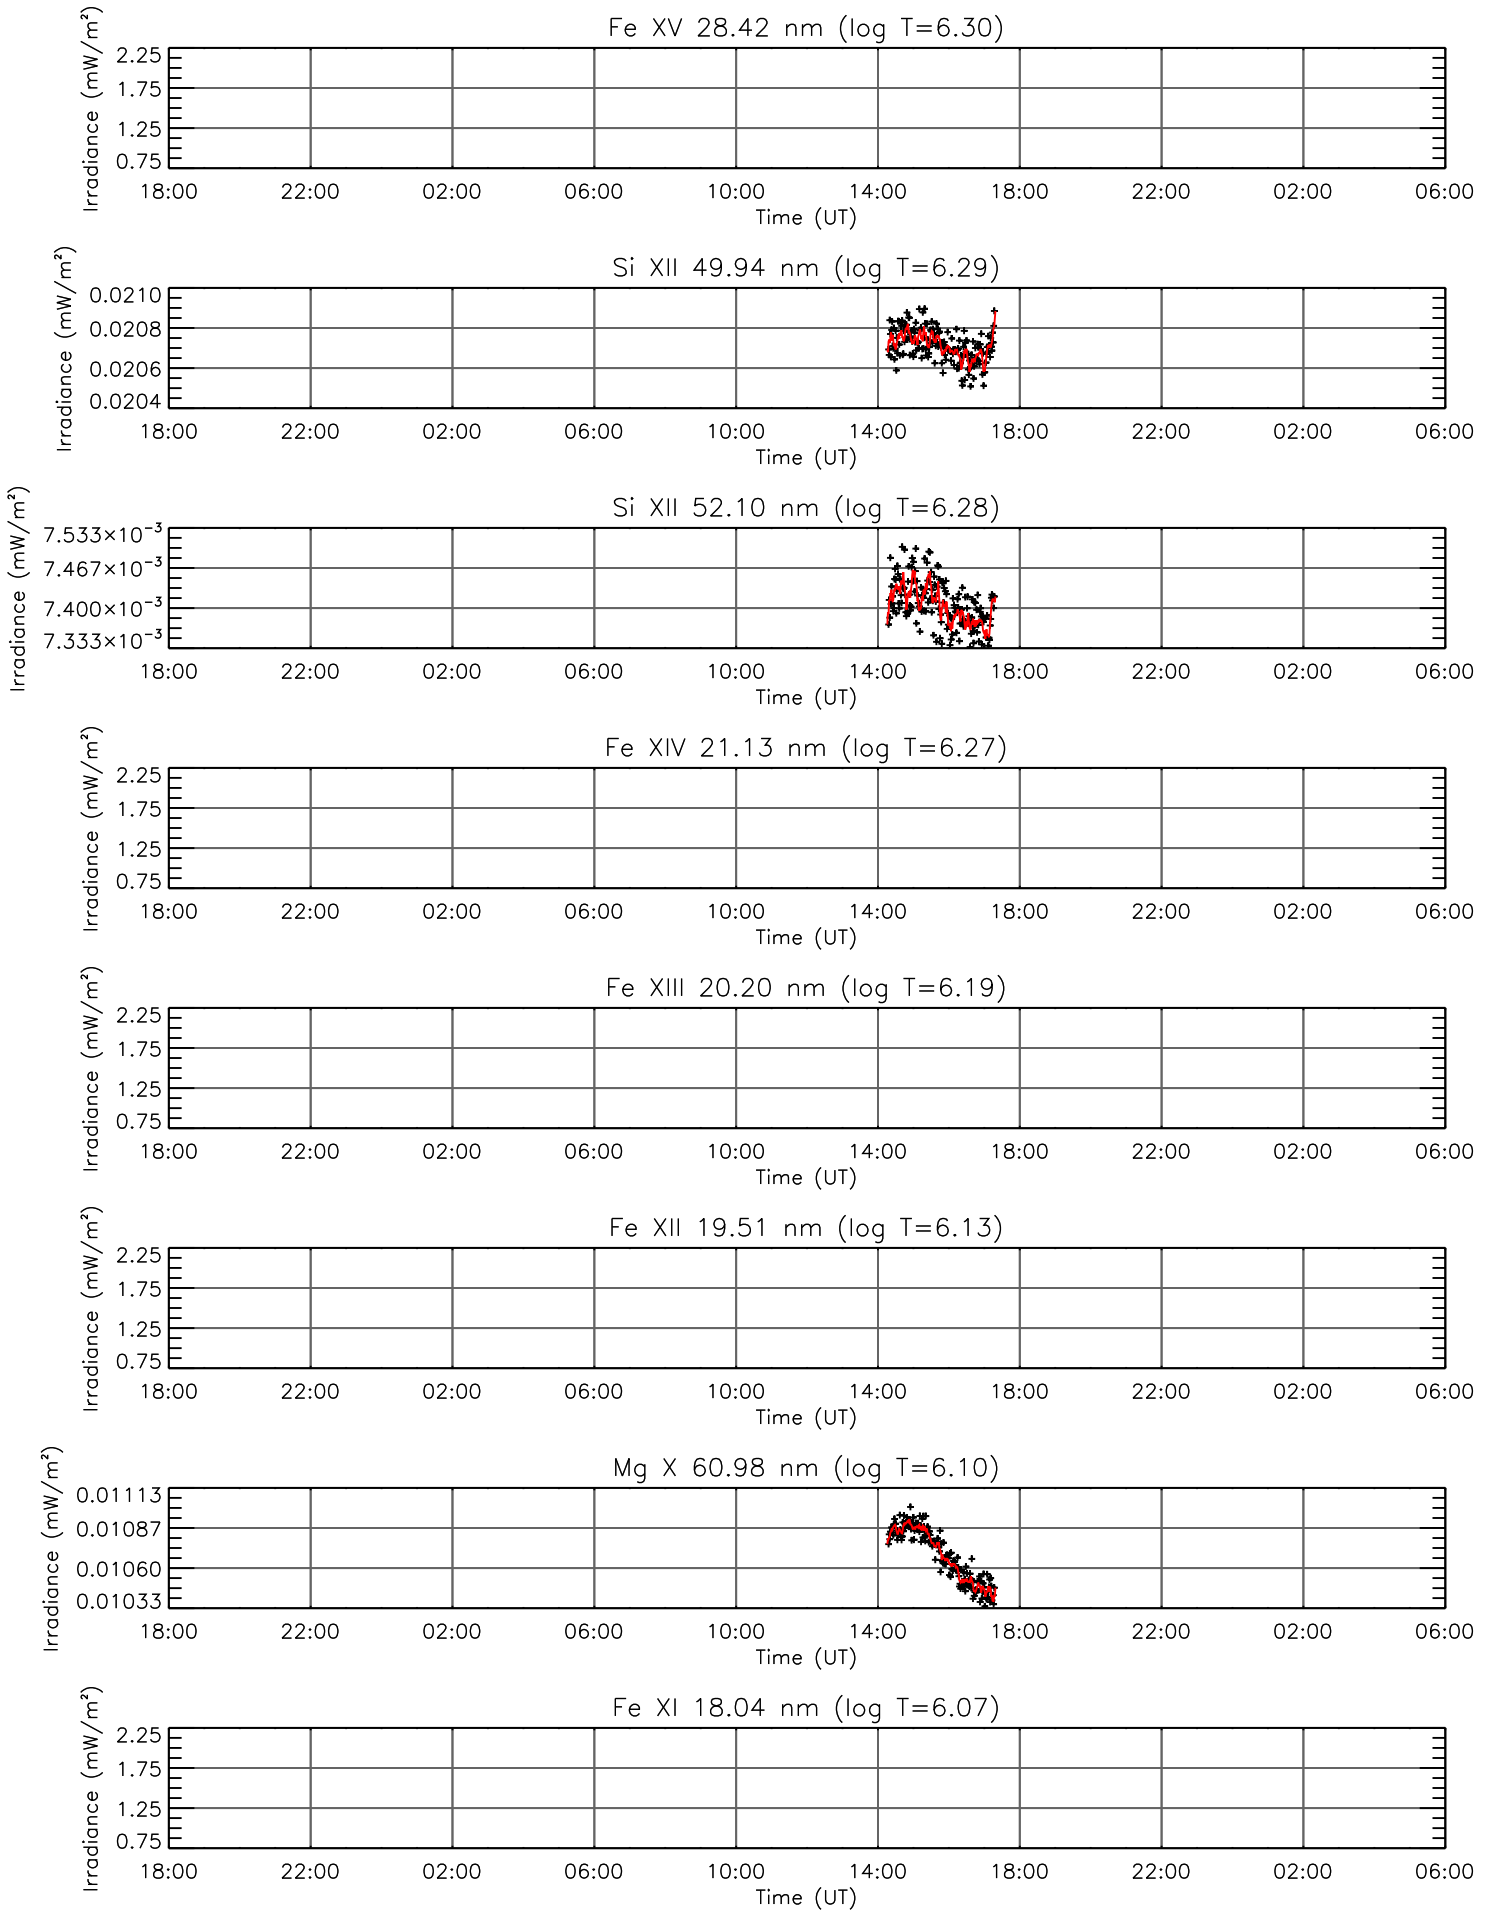 Fe XV 28.42 nm (log T=6.30)
Irradiance (mW/m²)
2.25
1.75
1.25
0.75
18:00 22:00 02:00 06:00 10:00 14:00 18:00 22:00 02:00 06:00
Time (UT)
Si XII 49.94 nm (log T=6.29)
Irradiance (mW/m²)
0.0210
0.0208
0.0206
0.0204
18:00 22:00 02:00 06:00 10:00 14:00 18:00 22:00 02:00 06:00
Time (UT)
Si XII 52.10 nm (log T=6.28)
Irradiance (mW/m²)
7.533×10⁻³
7.467×10⁻³
7.400×10⁻³
7.333×10⁻³
18:00 22:00 02:00 06:00 10:00 14:00 18:00 22:00 02:00 06:00
Time (UT)
Fe XIV 21.13 nm (log T=6.27)
Irradiance (mW/m²)
2.25
1.75
1.25
0.75
18:00 22:00 02:00 06:00 10:00 14:00 18:00 22:00 02:00 06:00
Time (UT)
Fe XIII 20.20 nm (log T=6.19)
Irradiance (mW/m²)
2.25
1.75
1.25
0.75
18:00 22:00 02:00 06:00 10:00 14:00 18:00 22:00 02:00 06:00
Time (UT)
Fe XII 19.51 nm (log T=6.13)
Irradiance (mW/m²)
2.25
1.75
1.25
0.75
18:00 22:00 02:00 06:00 10:00 14:00 18:00 22:00 02:00 06:00
Time (UT)
Mg X 60.98 nm (log T=6.10)
Irradiance (mW/m²)
0.01113
0.01087
0.01060
0.01033
18:00 22:00 02:00 06:00 10:00 14:00 18:00 22:00 02:00 06:00
Time (UT)
Fe XI 18.04 nm (log T=6.07)
Irradiance (mW/m²)
2.25
1.75
1.25
0.75
18:00 22:00 02:00 06:00 10:00 14:00 18:00 22:00 02:00 06:00
Time (UT)